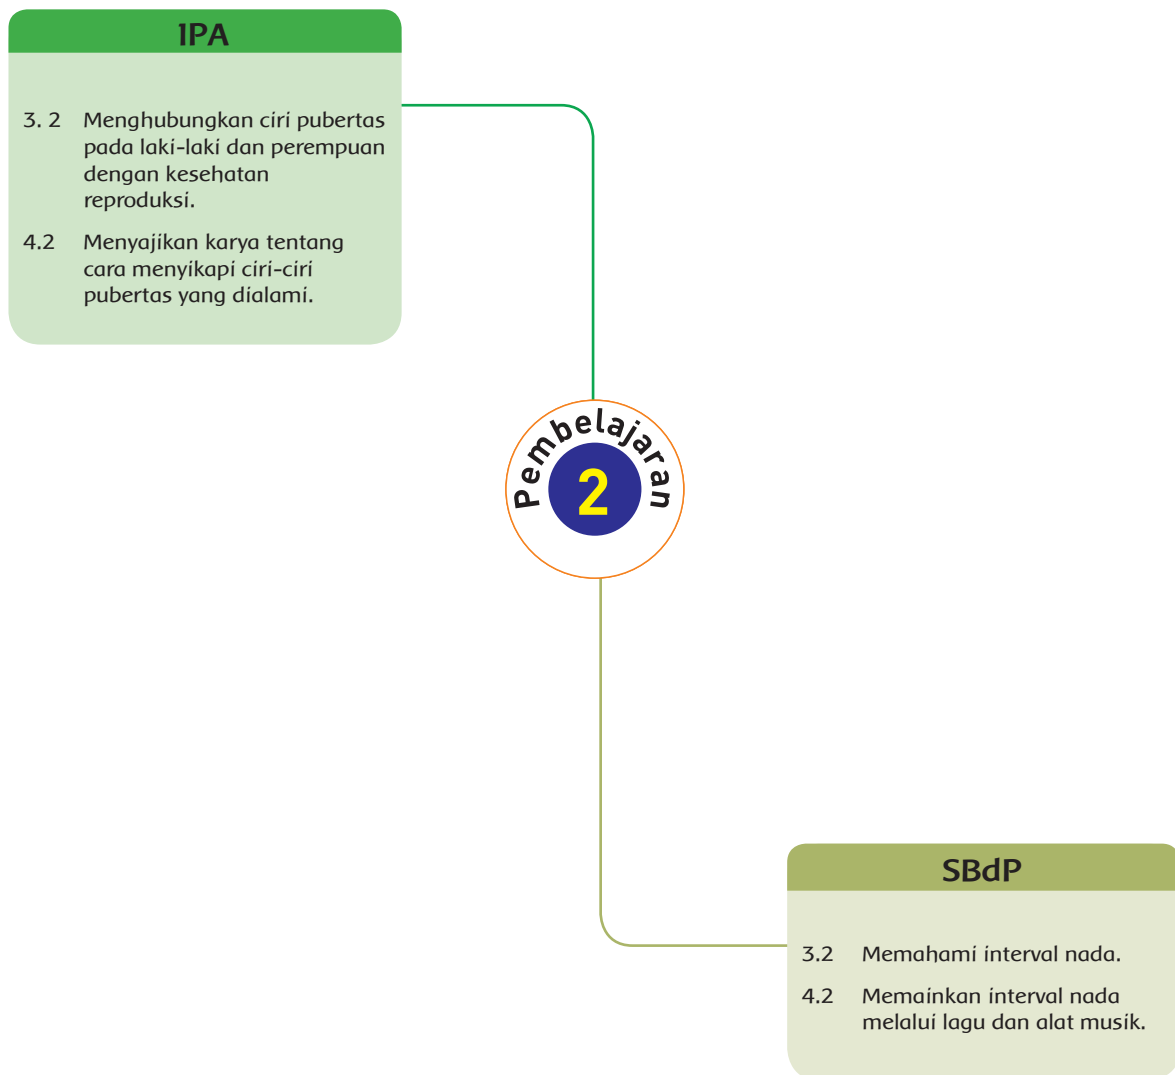 IPA
3. 2 Menghubungkan ciri pubertas
pada laki-laki dan perempuan
dengan kesehatan
reproduksi.
4.2 Menyajikan karya tentang
cara menyikapi ciri-ciri
pubertas yang dialami.
Pembelajaran
2
SBdP
3.2 Memahami interval nada.
4.2 Memainkan interval nada
melalui lagu dan alat musik.